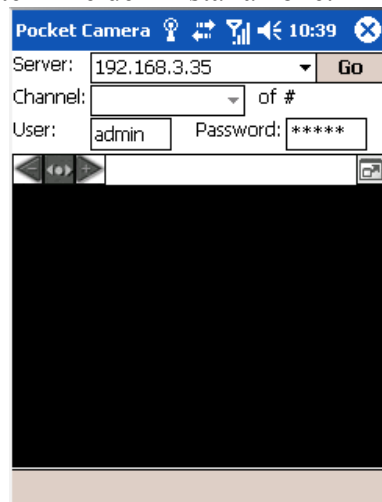 Pocket Camera 10:39
Server: 192.168.3.35 Go
Channel: of #
User: admin Password: *****